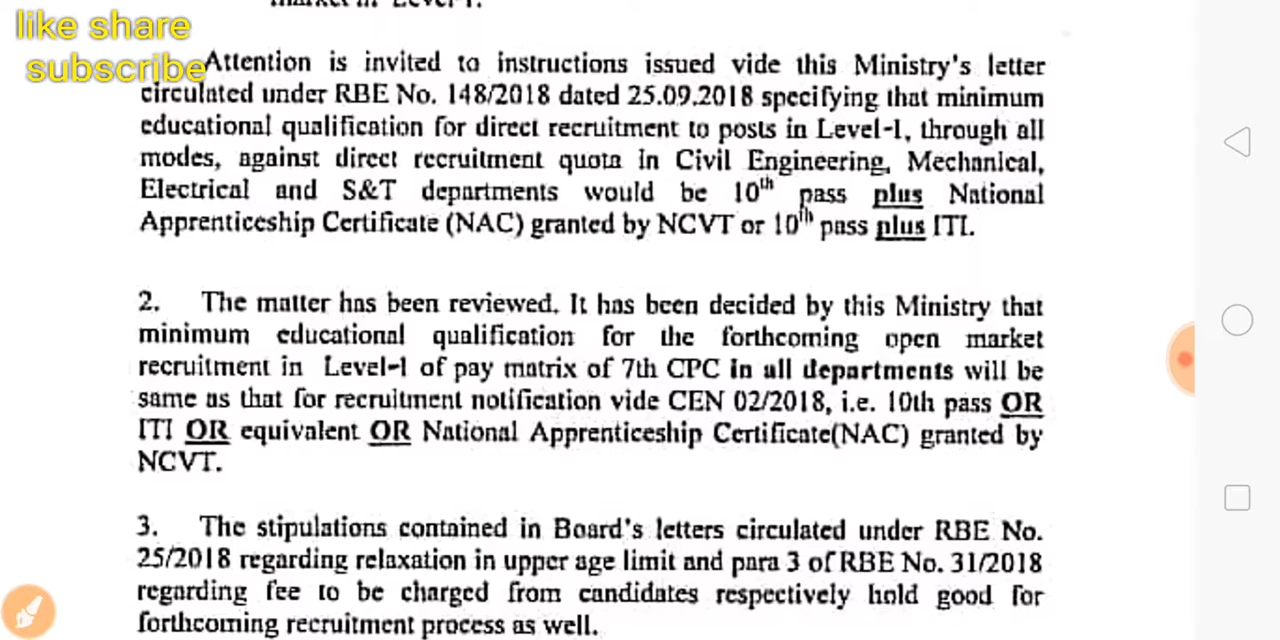 like share
subscribe
market in Level-1.
Attention is invited to instructions issued vide this Ministry's letter
circulated under RBE No. 148/2018 dated 25.09.2018 specifying that minimum
educational qualification for direct recruitment to posts in Level-1, through all
modes, against direct recruitment quota in Civil Engineering, Mechanical,
Electrical and S&T departments would be 10th pass plus National
Apprenticeship Certificate (NAC) granted by NCVT or 10th pass plus ITI.
2. The matter has been reviewed. It has been decided by this Ministry that
minimum educational qualification for the forthcoming open market
recruitment in Level-1 of pay matrix of 7th CPC in all departments will be
same as that for recruitment notification vide CEN 02/2018, i.e. 10th pass OR
ITI OR equivalent OR National Apprenticeship Certificate(NAC) granted by
NCVT.
3. The stipulations contained in Board's letters circulated under RBE No.
25/2018 regarding relaxation in upper age limit and para 3 of RBE No. 31/2018
regarding fee to be charged from candidates respectively hold good for
forthcoming recruitment process as well.